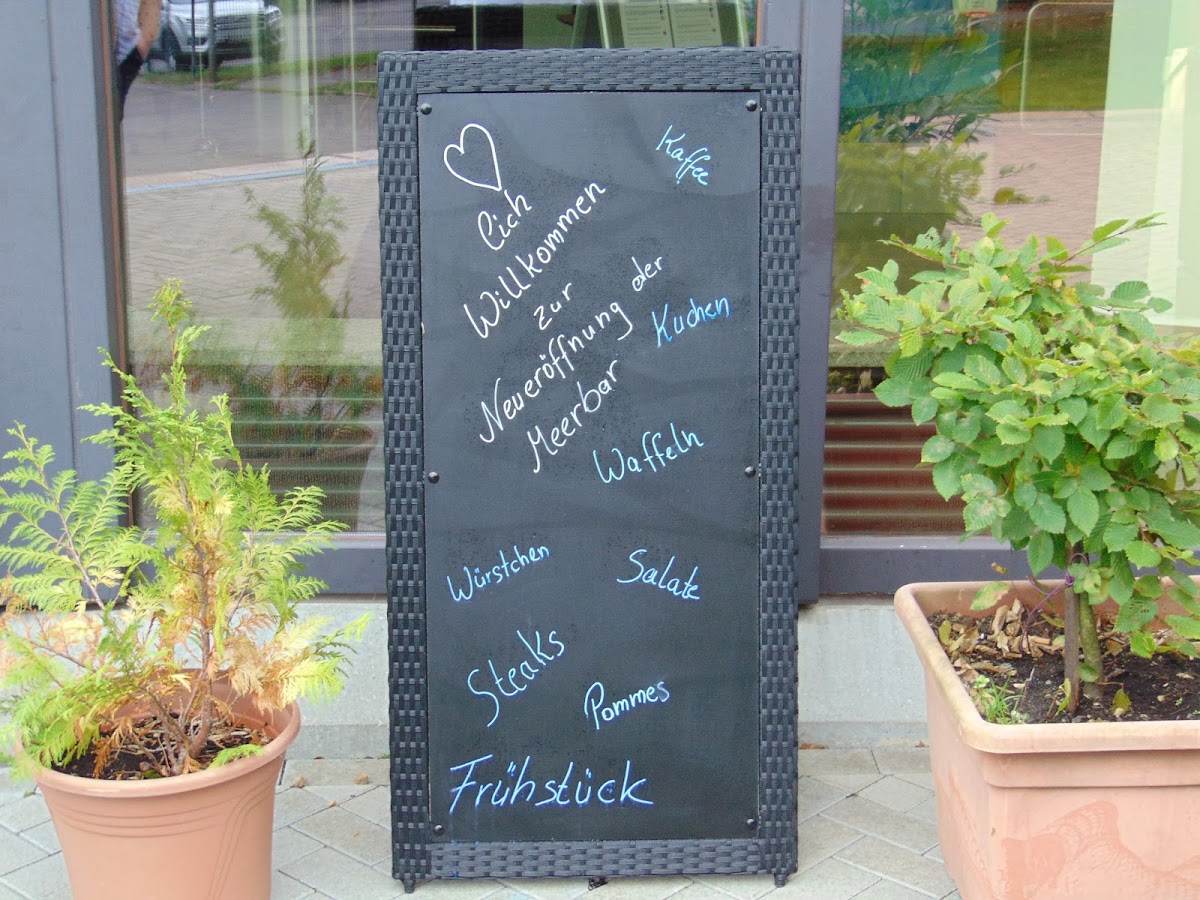 lich
Willkommen
zur
Neueröffnung der
Meerbar
Kaffee
Kuchen
Waffeln
Würstchen
Salate
Steaks
Pommes
Frühstück